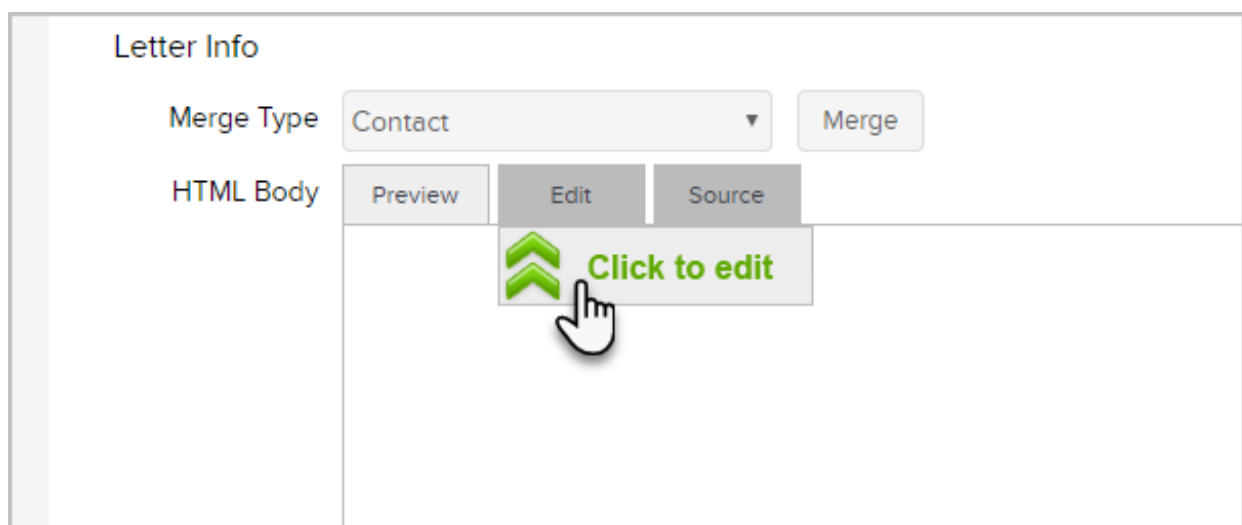 Letter Info
Merge Type Contact Merge
HTML Body Preview Edit Source
Click to edit